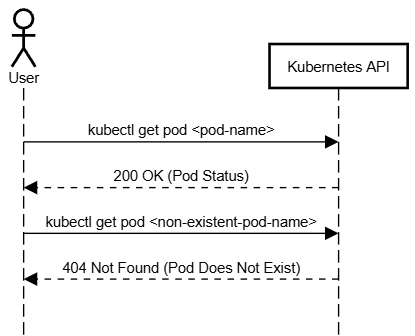 User
Kubernetes API
kubectl get pod <pod-name>
200 OK (Pod Status)
kubectl get pod <non-existent-pod-name>
404 Not Found (Pod Does Not Exist)